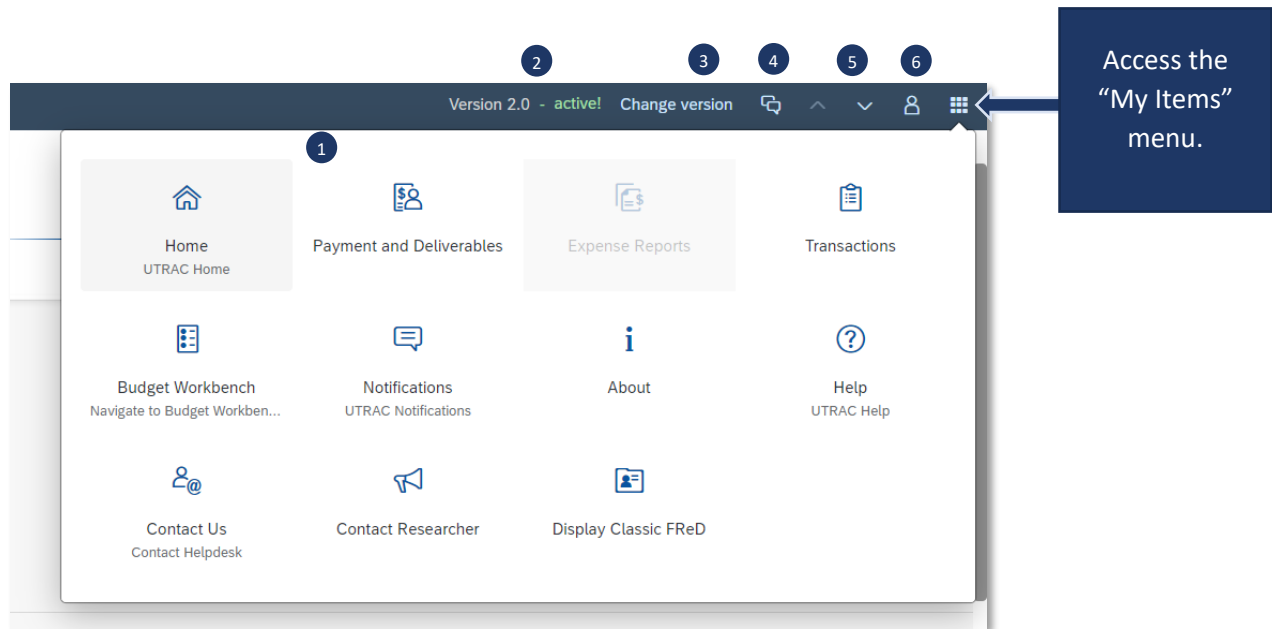 2 3 4 5 6
Access the
“My Items”
menu.
Version 2.0 - active! Change version
1
Home Payment and Deliverables Expense Reports Transactions
UTRAC Home
Budget Workbench Notifications About Help
Navigate to Budget Workben... UTRAC Notifications UTRAC Help
Contact Us Contact Researcher Display Classic FReD
Contact Helpdesk